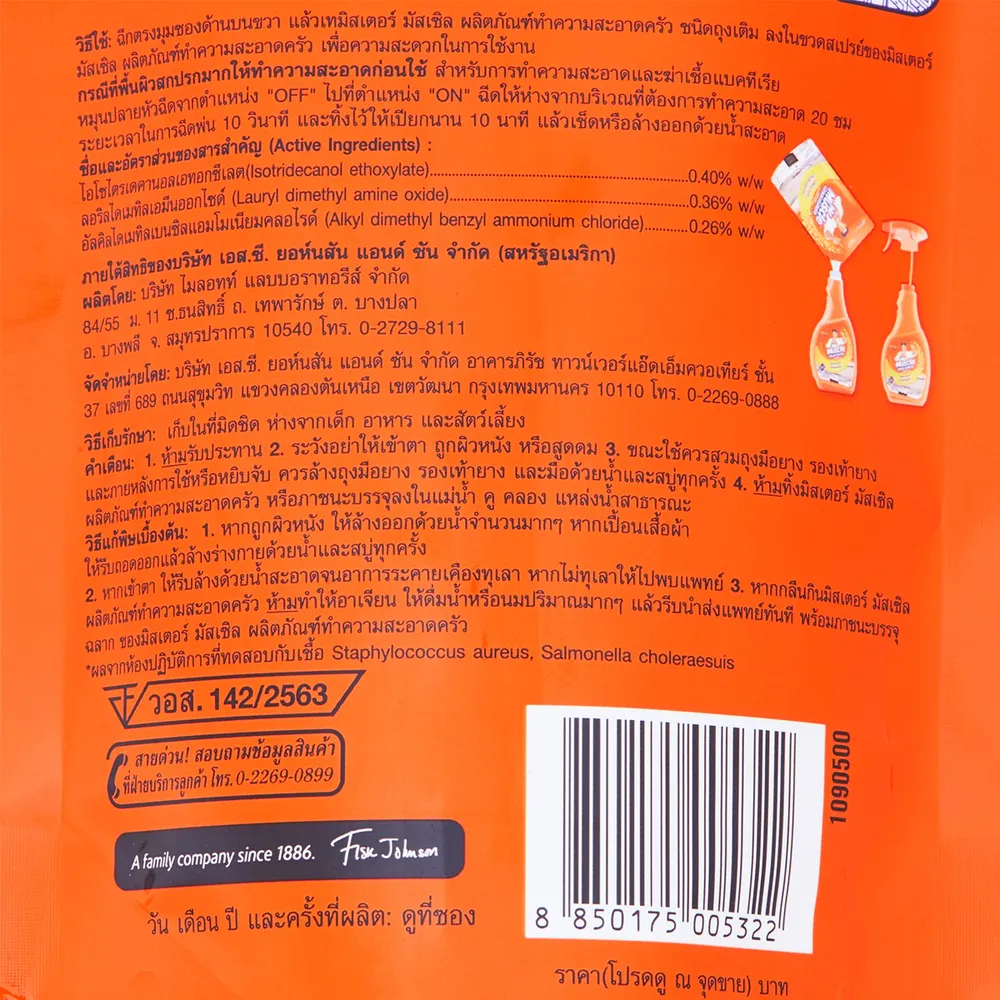 วิธีใช้: ฉีกตรงมุมซองด้านบนขวา แล้วเทมิสเตอร์ มัสเซิล ผลิตภัณฑ์ทำความสะอาดครัว ชนิดถุงเติม ลงในขวดสเปรย์ของมิสเตอร์
มัสเซิล ผลิตภัณฑ์ทำความสะอาดครัว เพื่อความสะดวกในการใช้งาน
กรณีที่พื้นผิวสกปรกมากให้ทำความสะอาดก่อนใช้ สำหรับการทำความสะอาดและฆ่าเชื้อแบคทีเรีย
หมุนปลายหัวฉีดจากตำแหน่ง "OFF" ไปที่ตำแหน่ง "ON" ฉีดให้ห่างจากบริเวณที่ต้องการทำความสะอาด 20 ซม
ระยะเวลาในการฉีดพ่น 10 วินาที และทิ้งไว้ให้เปียกนาน 10 นาที แล้วเช็ดหรือล้างออกด้วยน้ำสะอาด
ชื่อและอัตราส่วนของสารสำคัญ (Active Ingredients) :
ไอโซไตรเดคานอลเอทอกซีเลต(Isotridecanol ethoxylate)..........0.40% w/w
ลอริลไดเมทิลเอมีนออกไซด์ (Lauryl dimethyl amine oxide)..........0.36% w/w
อัลคิลไดเมทิลเบนซิลแอมโมเนียมคลอไรด์ (Alkyl dimethyl benzyl ammonium chloride)..........0.26% w/w
ภายใต้สิทธิของบริษัท เอส.ซี. ยอห์นสัน แอนด์ ซัน จำกัด (สหรัฐอเมริกา)
ผลิตโดย: บริษัท ไมลอทท์ แลบบอราทอรีส์ จำกัด
84/55 ม. 11 ซ.ธนสิทธิ์ ถ. เทพารักษ์ ต. บางปลา
อ. บางพลี จ. สมุทรปราการ 10540 โทร. 0-2729-8111
จัดจำหน่ายโดย: บริษัท เอส.ซี. ยอห์นสัน แอนด์ ซัน จำกัด อาคารภิรัช ทาวน์เวอร์แอ๊ดเอ็มควอเทียร์ ชั้น
37 เลขที่ 689 ถนนสุขุมวิท แขวงคลองตันเหนือ เขตวัฒนา กรุงเทพมหานคร 10110 โทร. 0-2269-0888
วิธีเก็บรักษา: เก็บในที่มิดชิด ห่างจากเด็ก อาหาร และสัตว์เลี้ยง
คำเตือน: 1. ห้ามรับประทาน 2. ระวังอย่าให้เข้าตา ถูกผิวหนัง หรือสูดดม 3. ขณะใช้ควรสวมถุงมือยาง รองเท้ายาง
และภายหลังการใช้หรือหยิบจับ ควรล้างถุงมือยาง รองเท้ายาง และมือด้วยน้ำและสบู่ทุกครั้ง 4. ห้ามทิ้งมิสเตอร์ มัสเซิล
ผลิตภัณฑ์ทำความสะอาดครัว หรือภาชนะบรรจุลงในแม่น้ำ คู คลอง แหล่งน้ำสาธารณะ
วิธีแก้พิษเบื้องต้น: 1. หากถูกผิวหนัง ให้ล้างออกด้วยน้ำจำนวนมากๆ หากเปื้อนเสื้อผ้า
ให้รีบถอดออกแล้วล้างร่างกายด้วยน้ำและสบู่ทุกครั้ง
2. หากเข้าตา ให้รีบล้างด้วยน้ำสะอาดจนอาการระคายเคืองทุเลา หากไม่ทุเลาให้ไปพบแพทย์ 3. หากกลืนกินมิสเตอร์ มัสเซิล
ผลิตภัณฑ์ทำความสะอาดครัว ห้ามทำให้อาเจียน ให้ดื่มน้ำหรือนมปริมาณมากๆ แล้วรีบนำส่งแพทย์ทันที พร้อมภาชนะบรรจุ
ฉลาก ของมิสเตอร์ มัสเซิล ผลิตภัณฑ์ทำความสะอาดครัว
*ผลจากห้องปฏิบัติการที่ทดสอบกับเชื้อ Staphylococcus aureus, Salmonella choleraesuis
วอส. 142/2563
สายด่วน! สอบถามข้อมูลสินค้า
ที่ฝ่ายบริการลูกค้า โทร. 0-2269-0899
A family company since 1886. Fisk Johnson
วัน เดือน ปี และครั้งที่ผลิต: ดูที่ซอง
1090500
8 850175 005322
ราคา(โปรดดู ณ จุดขาย) บาท